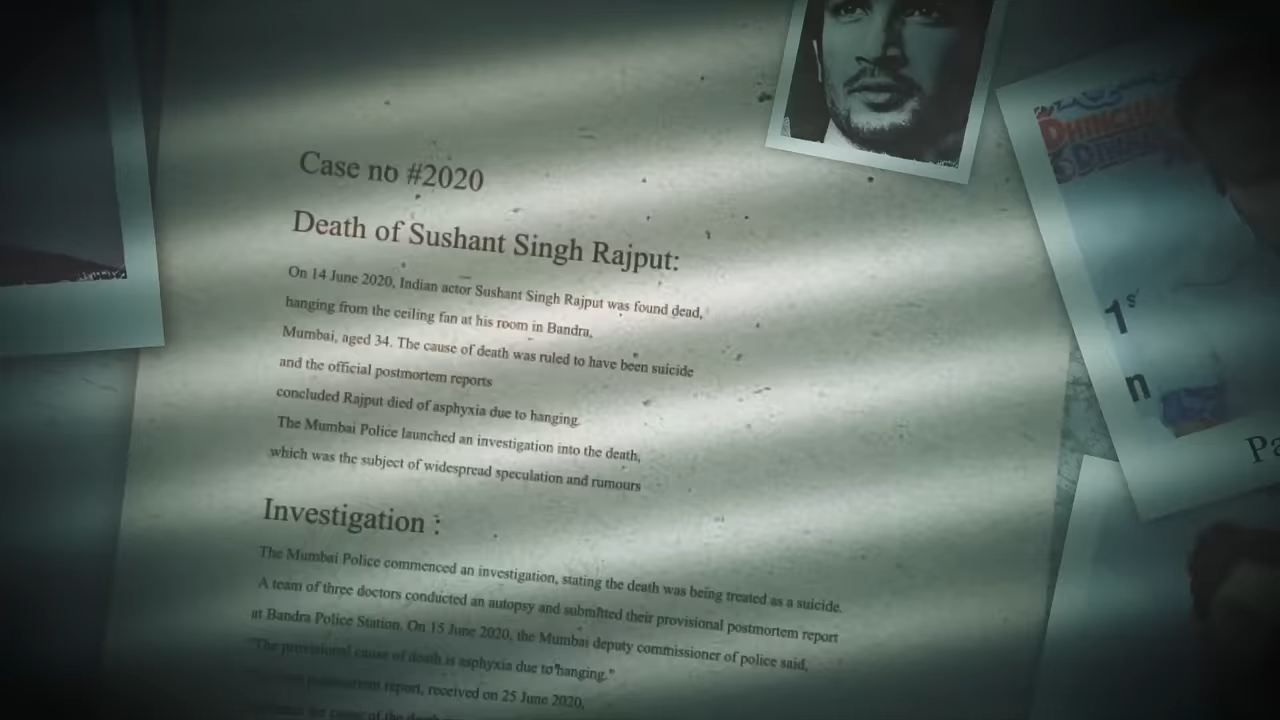 Case no #2020
Death of Sushant Singh Rajput:
On 14 June 2020, Indian actor Sushant Singh Rajput was found dead,
hanging from the ceiling fan at his room in Bandra,
Mumbai, aged 34. The cause of death was ruled to have been suicide
and the official postmortem reports
concluded Rajput died of asphyxia due to hanging.
The Mumbai Police launched an investigation into the death,
which was the subject of widespread speculation and rumours
Investigation :
The Mumbai Police commenced an investigation, stating the death was being treated as a suicide.
A team of three doctors conducted an autopsy and submitted their provisional postmortem report
at Bandra Police Station. On 15 June 2020, the Mumbai deputy commissioner of police said,
"The provisional cause of death is asphyxia due to hanging."
report, received on 25 June 2020,
cause of the death
1s
n
Pa